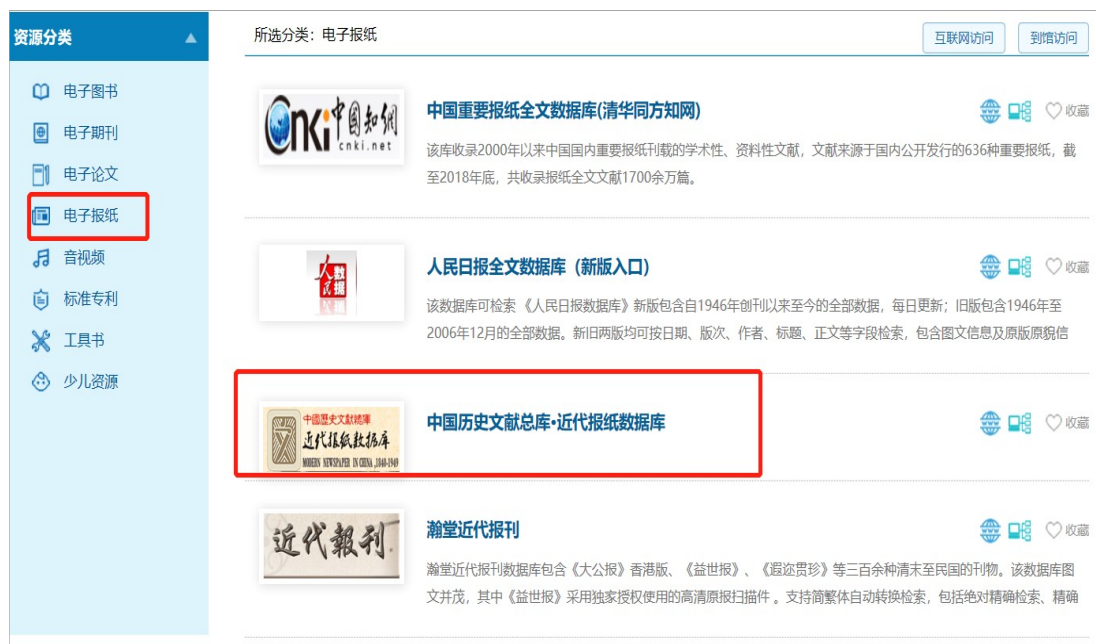 资源分类
电子图书
电子期刊
电子论文
电子报纸
音视频
标准专利
工具书
少儿资源
所选分类：电子报纸
互联网访问
到馆访问
CNKi中国知網
cnki.net
中国重要报纸全文数据库(清华同方知网)
收藏
该库收录2000年以来中国国内重要报纸刊载的学术性、资料性文献，文献来源于国内公开发行的636种重要报纸，截
至2018年底，共收录报纸全文文献1700余万篇。
人民数据
人民日报全文数据库（新版入口）
收藏
该数据库可检索 《人民日报数据库》新版包含自1946年创刊以来至今的全部数据，每日更新；旧版包含1946年至
2006年12月的全部数据。新旧两版均可按日期、版次、作者、标题、正文等字段检索，包含图文信息及原版原貌信
中國歷史文獻總庫
近代报纸数据库
MODERN NEWSPAPER IN CHINA ,1840-1949
中国历史文献总库·近代报纸数据库
收藏
近代報刊
瀚堂近代报刊
收藏
瀚堂近代报刊数据库包含《大公报》香港版、《益世报》、《遐迩贯珍》等三百余种清末至民国的刊物。该数据库图
文并茂，其中《益世报》采用独家授权使用的高清原报扫描件 。支持简繁体自动转换检索，包括绝对精确检索、精确